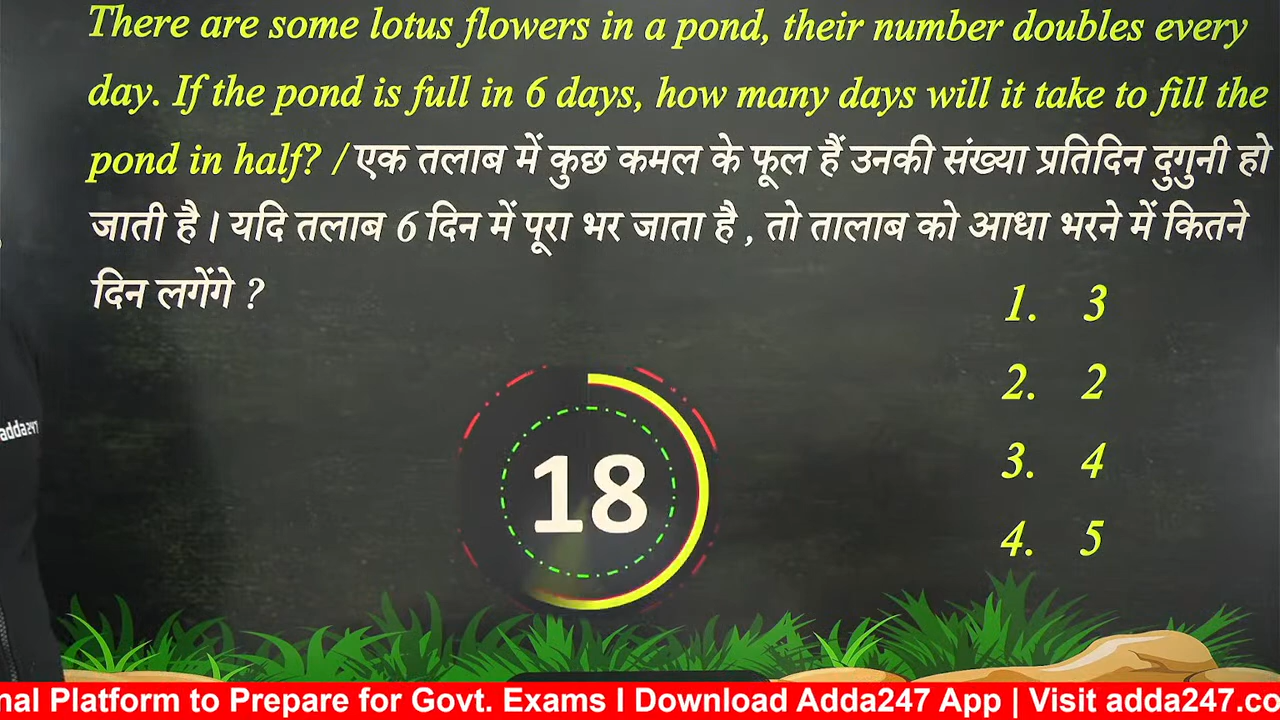 There are some lotus flowers in a pond, their number doubles every
day. If the pond is full in 6 days, how many days will it take to fill the
pond in half? / एक तलाब में कुछ कमल के फूल हैं उनकी संख्या प्रतिदिन दुगुनी हो
जाती है। यदि तलाब 6 दिन में पूरा भर जाता है , तो तालाब को आधा भरने में कितने
दिन लगेंगे ?
1. 3
2. 2
3. 4
4. 5
18
adda247
nal Platform to Prepare for Govt. Exams I Download Adda247 App | Visit adda247.co